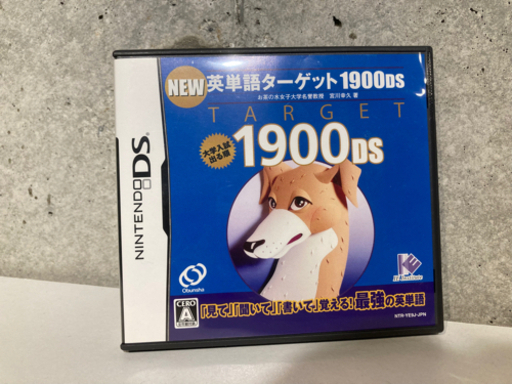 NEW 英単語ターゲット1900DS
お茶の水女子大学名誉教授 宮川幸久 著
TARGET
大学入試
出る順
1900DS
NINTENDO DS
Obunsha
IE Institute
CERO
A
「見て」「聞いて」「書いて」覚える! 最強の英単語
NTR-YE9J-JPN